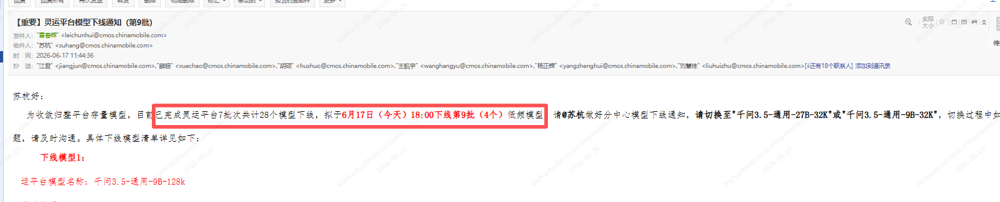 回复 回复所有 再次发送 转发 删除 彻底删除 标记 移动到 报告钓鱼邮件 更多
【重要】灵运平台模型下线通知（第9批）
实际大小
发件人： "雷春辉" <leichunhui@cmos.chinamobile.com>
收件人： "苏杭" <suhang@cmos.chinamobile.com>
时 间： 2026-06-17 11:44:36
抄 送： "江君" <jiangjun@cmos.chinamobile.com>,"薛超" <xuechao@cmos.chinamobile.com>,"胡硕" <hushuo@cmos.chinamobile.com>,"王航宇" <wanghangyu@cmos.chinamobile.com>,"杨正辉" <yangzhenghui@cmos.chinamobile.com>,"刘慧珠" <liuhuizhu@cmos.chinamobile.com>[↓还有18个联系人] 添加到通讯录
苏杭好：
为收敛归整平台存量模型，目前已完成灵运平台7批次共计28个模型下线，拟于6月17日（今天）18:00下线第9批（4个）低频模型 请@苏杭做好分中心模型下线通知，请切换至"千问3.5-通用-27B-32K"或"千问3.5-通用-9B-32K"，切换过程中如
题，请及时沟通。具体下线模型清单详见如下：
下线模型1：
运平台模型名称：千问3.5-通用-9B-128k
leichunhui@cmos.chinamobile.com
2026-06-26